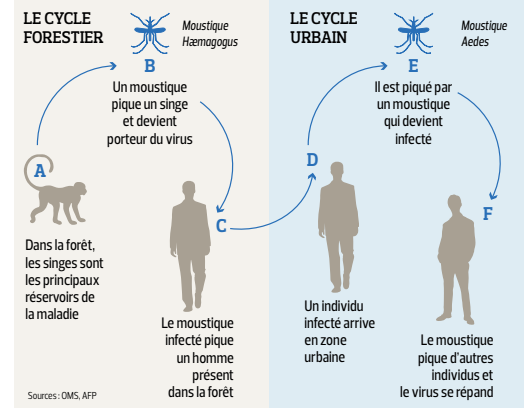 LE CYCLE
FORESTIER
Moustique
Hæmagogus
B
Un moustique
pique un singe
et devient
porteur du virus
A
Dans la forêt,
les singes sont
les principaux
réservoirs de
la maladie
C
Le moustique
infecté pique
un homme
présent
dans la forêt
Sources : OMS, AFP
LE CYCLE
URBAIN
Moustique
Aedes
E
Il est piqué par
un moustique
qui devient
infecté
D
Un individu
infecté arrive
en zone
urbaine
F
Le moustique
pique d'autres
individus et
le virus se répand